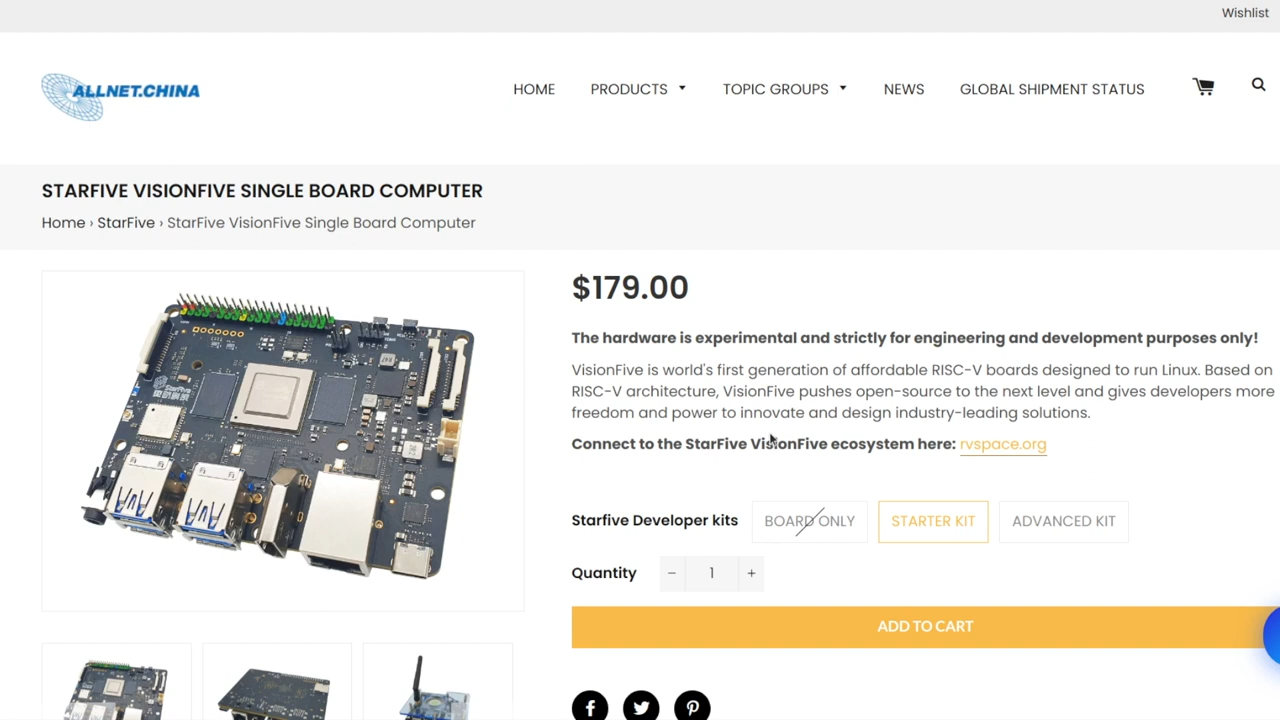 Wishlist
ALLNET.CHINA
HOME
PRODUCTS
TOPIC GROUPS
NEWS
GLOBAL SHIPMENT STATUS
STARFIVE VISIONFIVE SINGLE BOARD COMPUTER
Home › StarFive › StarFive VisionFive Single Board Computer
$179.00
The hardware is experimental and strictly for engineering and development purposes only!
VisionFive is world's first generation of affordable RISC-V boards designed to run Linux. Based on
RISC-V architecture, VisionFive pushes open-source to the next level and gives developers more
freedom and power to innovate and design industry-leading solutions.
Connect to the StarFive VisionFive ecosystem here: rvspace.org
Starfive Developer kits
BOARD ONLY
STARTER KIT
ADVANCED KIT
Quantity
− 1 +
ADD TO CART